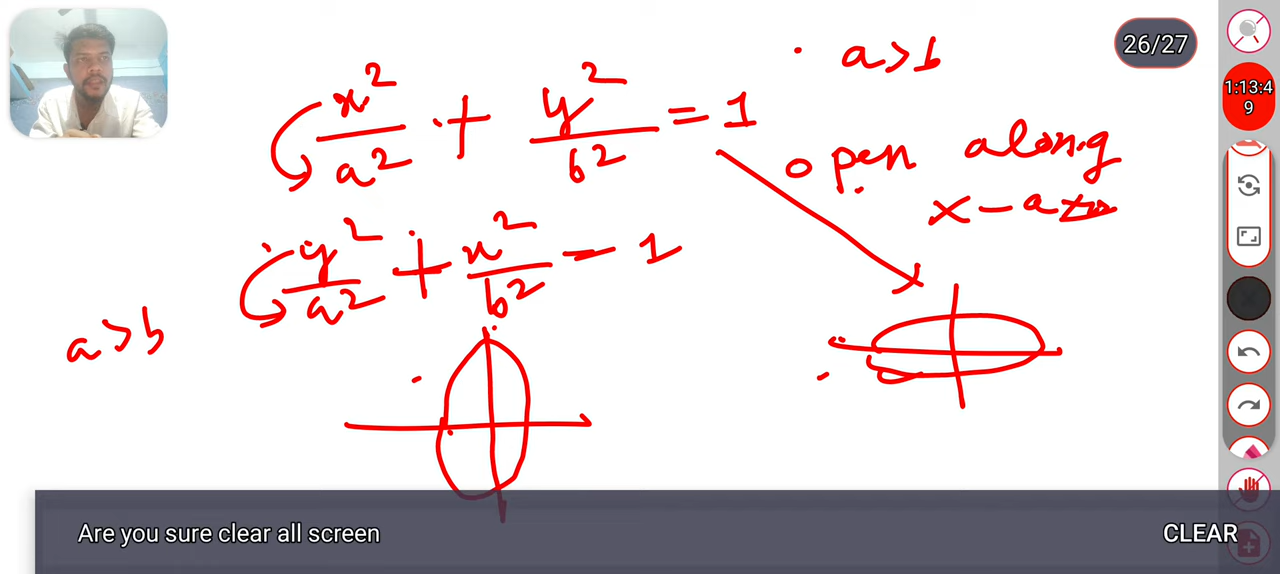 26/27
a>b
x²/a² + y²/b² = 1
1:13:49
open along
x-axis
y²/a² + x²/b² = 1
a>b
Are you sure clear all screen
CLEAR